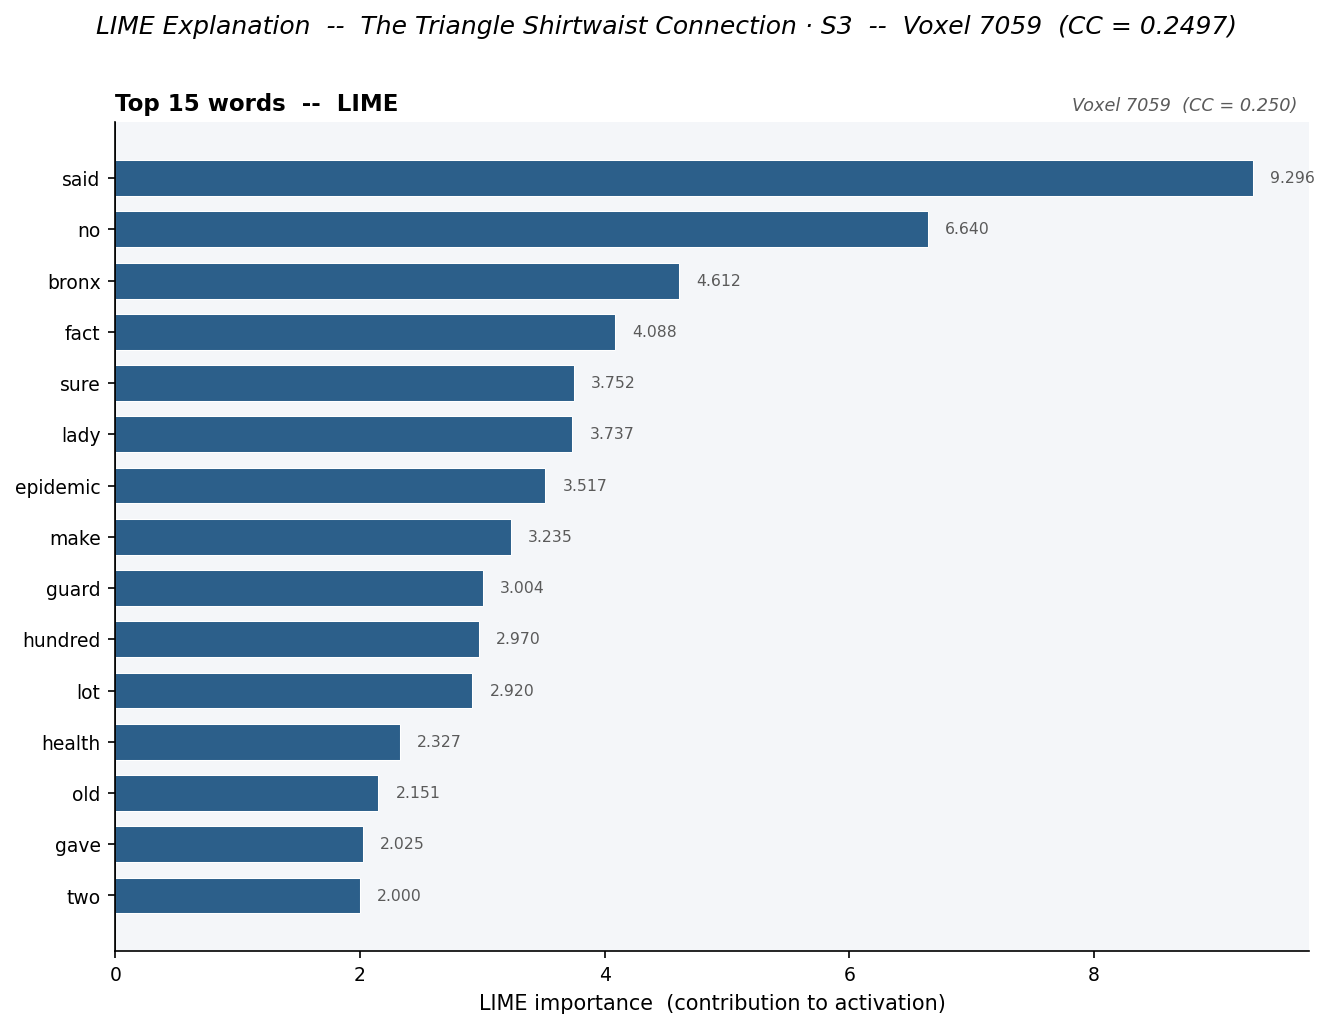 LIME Explanation -- The Triangle Shirtwaist Connection · S3 -- Voxel 7059 (CC = 0.2497)
Top 15 words -- LIME
Voxel 7059 (CC = 0.250)
said 9.296
no 6.640
bronx 4.612
fact 4.088
sure 3.752
lady 3.737
epidemic 3.517
make 3.235
guard 3.004
hundred 2.970
lot 2.920
health 2.327
old 2.151
gave 2.025
two 2.000
0 2 4 6 8
LIME importance (contribution to activation)